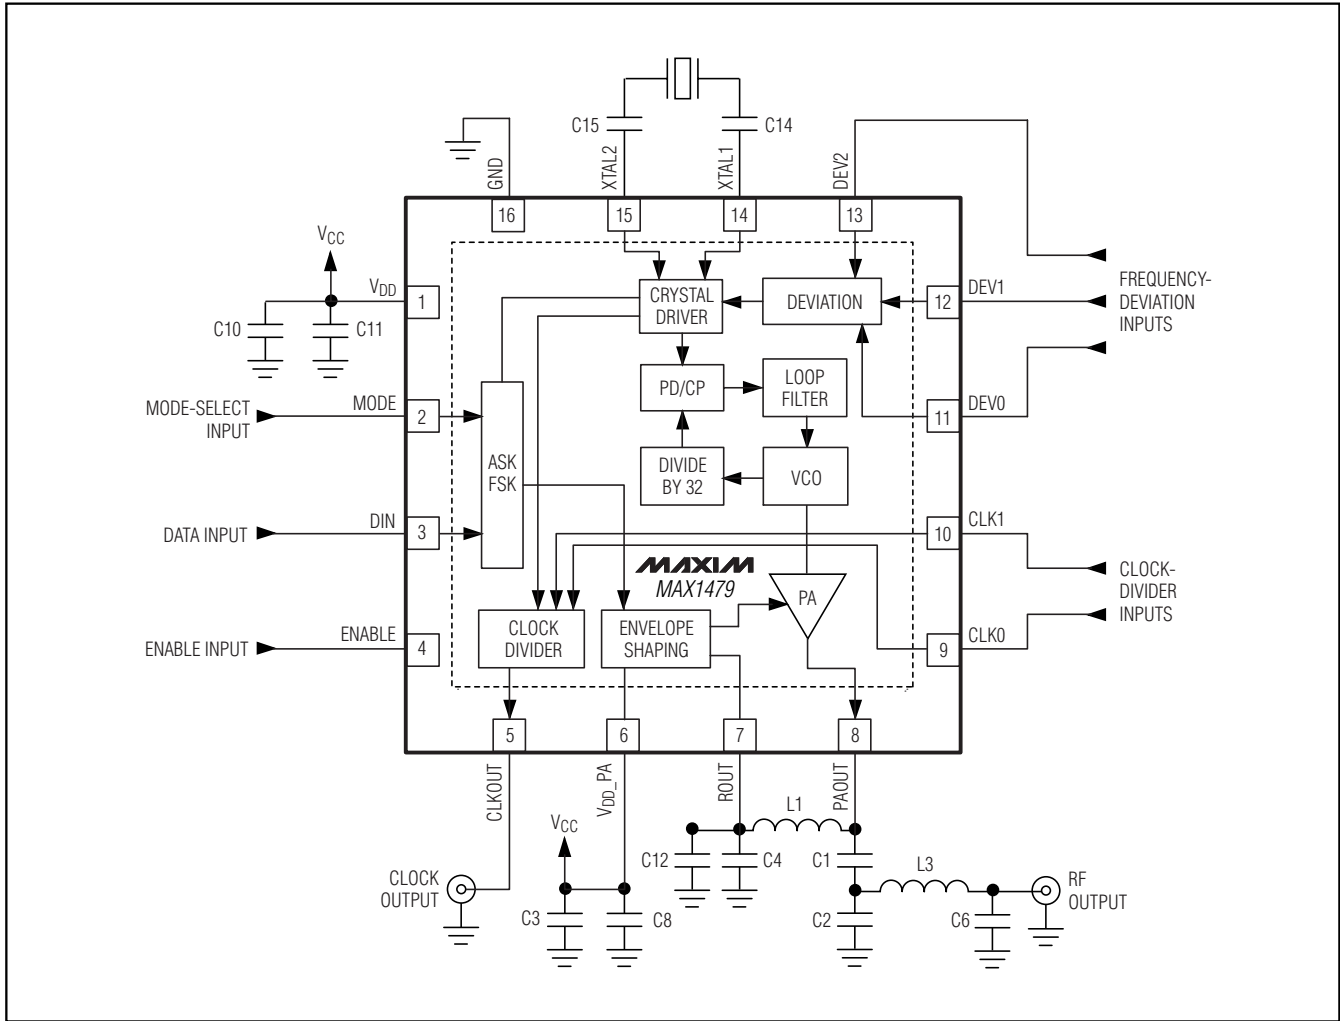 C15
C14
GND
XTAL2
XTAL1
DEV2
16
15
14
13
VCC
VDD
1
C10
C11
CRYSTAL
DRIVER
DEVIATION
12
DEV1
FREQUENCY-
DEVIATION
INPUTS
MODE-SELECT
INPUT
MODE
2
PD/CP
LOOP
FILTER
11
DEV0
ASK
FSK
DIVIDE
BY 32
VCO
DATA INPUT
DIN
3
10
CLK1
MAXIM
MAX1479
PA
CLOCK-
DIVIDER
INPUTS
ENABLE INPUT
ENABLE
4
CLOCK
DIVIDER
ENVELOPE
SHAPING
9
CLK0
5
6
7
8
CLKOUT
VDD_PA
ROUT
PAOUT
L1
VCC
C12
C4
C1
L3
CLOCK
OUTPUT
RF
OUTPUT
C3
C8
C2
C6